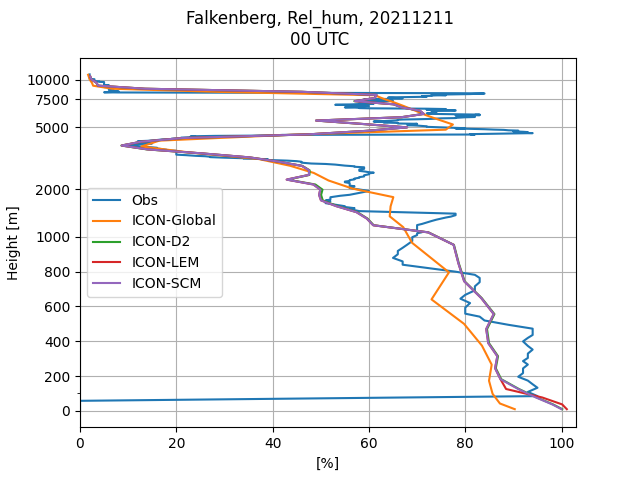 Falkenberg, Rel_hum, 20211211
00 UTC
Height [m]
10000
7500
5000
2000
1000
800
600
400
200
0
Obs
ICON-Global
ICON-D2
ICON-LEM
ICON-SCM
0 20 40 60 80 100
[%]